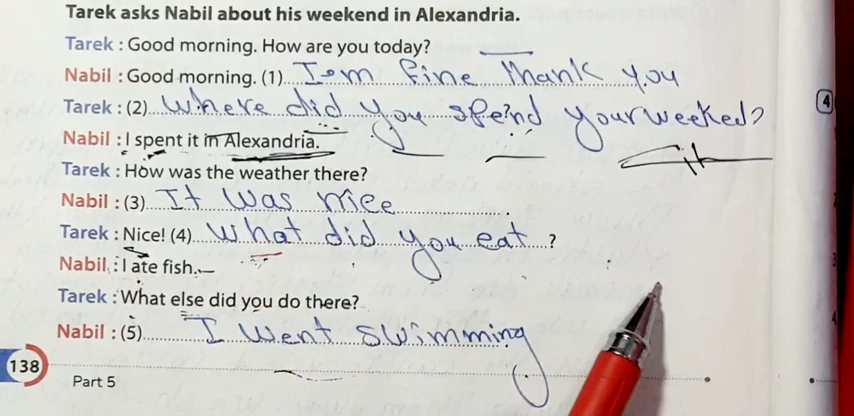 Tarek asks Nabil about his weekend in Alexandria.
Tarek : Good morning. How are you today?
Nabil : Good morning. (1) I am fine thank you
Tarek : (2) Where did you spend your weeked?
Nabil : I spent it in Alexandria.
Tarek : How was the weather there?
Nabil : (3) It was nice
Tarek : Nice! (4) What did you eat ?
Nabil : I ate fish.
Tarek : What else did you do there?
Nabil : (5) I went swimming
138
Part 5
4